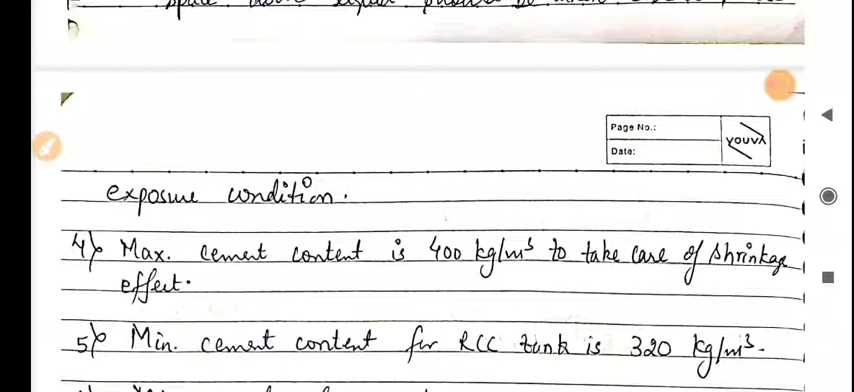 exposure condition.
Page No.:
Date:
YOUVA
4) Max. cement content is 400 kg/m³ to take care of shrinkage
effect.
5) Min. cement content for RCC tank is 320 kg/m³.